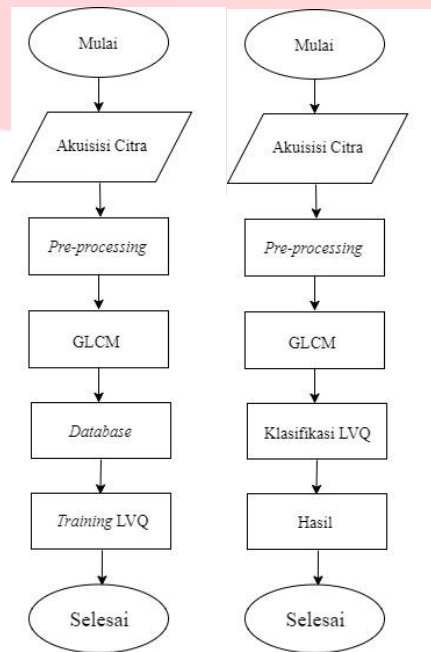 Mulai
Akuisisi Citra
Pre-processing
GLCM
Database
Training LVQ
Selesai
Mulai
Akuisisi Citra
Pre-processing
GLCM
Klasifikasi LVQ
Hasil
Selesai